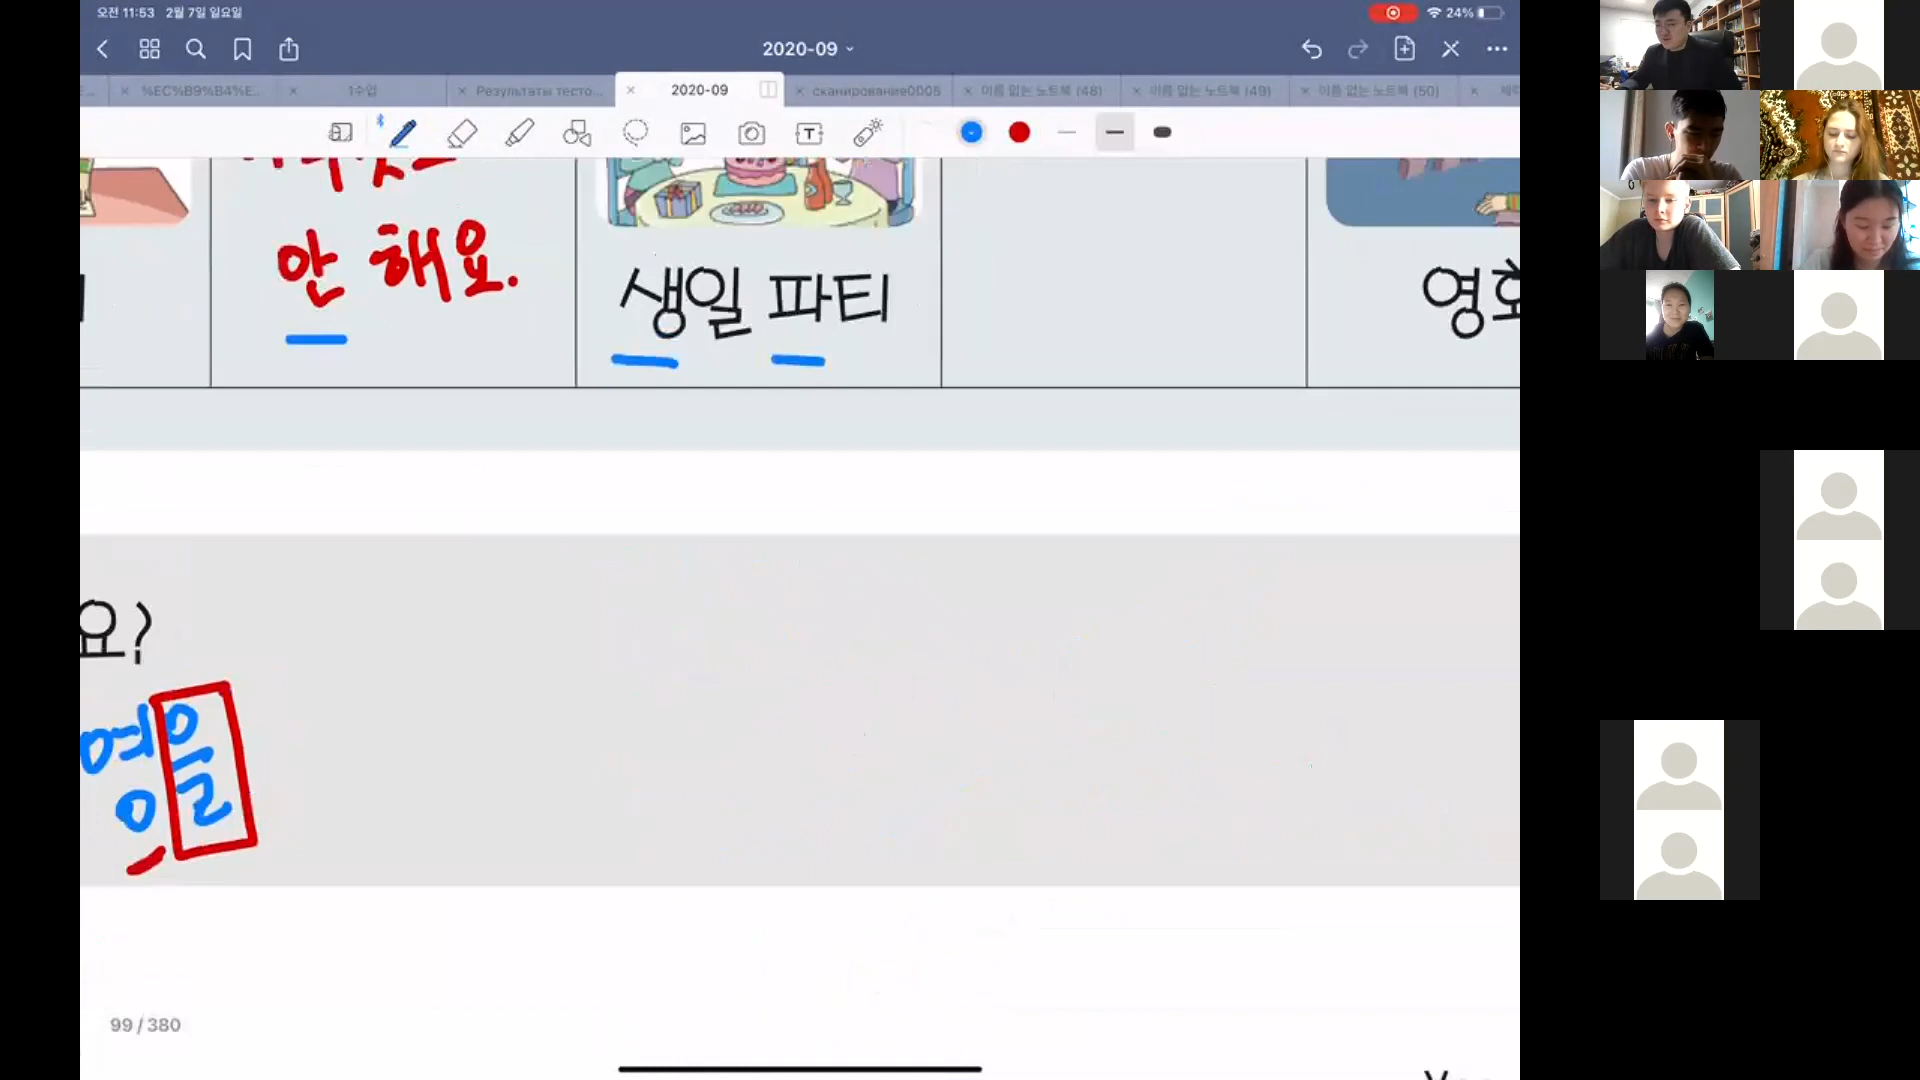 오전 11:53 2월 7일 일요일
24%
2020-09
%EC%B9%B4%E...
1수업
Результаты тесто...
2020-09
сканирование0005
이름 없는 노트북 (48)
이름 없는 노트북 (49)
이름 없는 노트북 (50)
안 해요.
생일 파티
영호
요?
영을
99 / 380